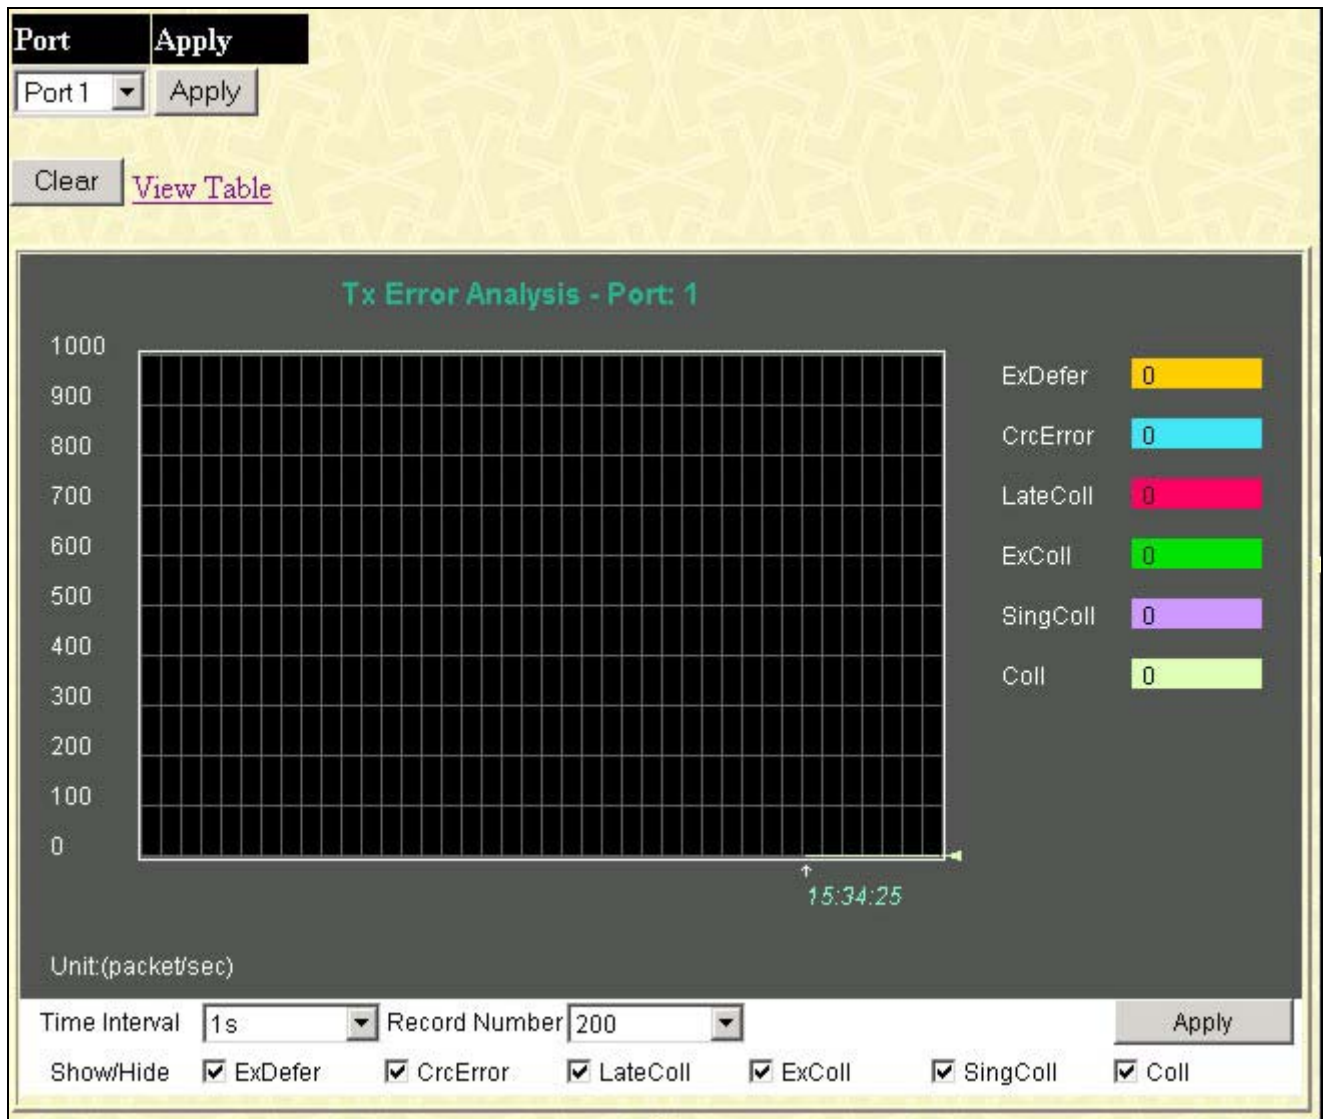 Port Apply
Port 1 Apply
Clear View Table
Tx Error Analysis - Port: 1
1000
900
800
700
600
500
400
300
200
100
0
ExDefer 0
CrcError 0
LateColl 0
ExColl 0
SingColl 0
Coll 0
15:34:25
Unit:(packet/sec)
Time Interval 1s Record Number 200 Apply
Show/Hide ExDefer CrcError LateColl ExColl SingColl Coll